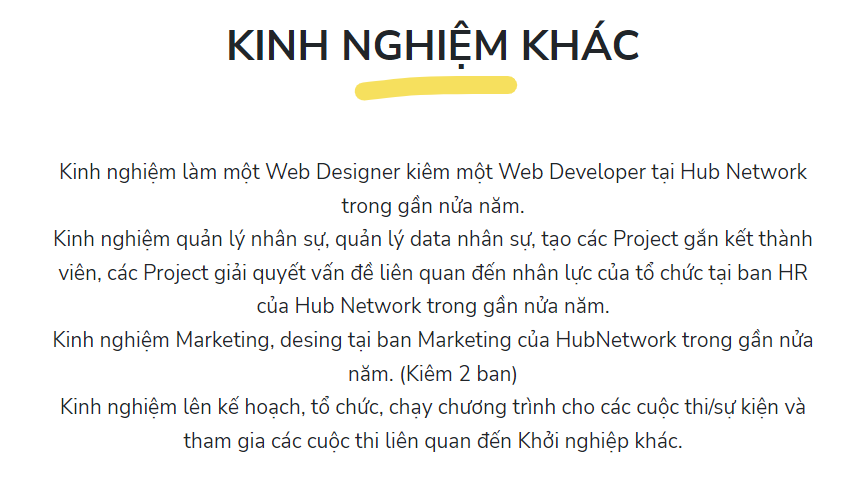 KINH NGHIỆM KHÁC
Kinh nghiệm làm một Web Designer kiêm một Web Developer tại Hub Network
trong gần nửa năm.
Kinh nghiệm quản lý nhân sự, quản lý data nhân sự, tạo các Project gắn kết thành
viên, các Project giải quyết vấn đề liên quan đến nhân lực của tổ chức tại ban HR
của Hub Network trong gần nửa năm.
Kinh nghiệm Marketing, desing tại ban Marketing của HubNetwork trong gần nửa
năm. (Kiêm 2 ban)
Kinh nghiệm lên kế hoạch, tổ chức, chạy chương trình cho các cuộc thi/sự kiện và
tham gia các cuộc thi liên quan đến Khởi nghiệp khác.